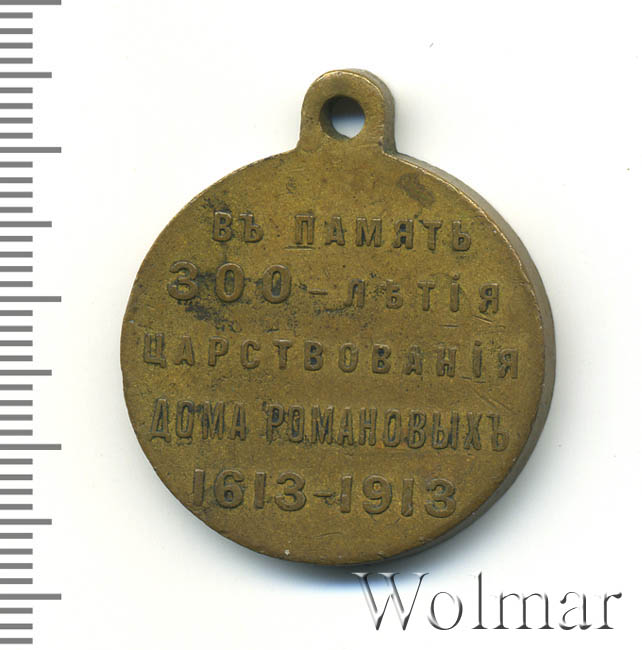 ВЪ ПАМЯТЬ
300-ЛѢТІЯ
ЦАРСТВОВАНІЯ
ДОМА РОМАНОВЫХЪ
1613-1913
Wolmar